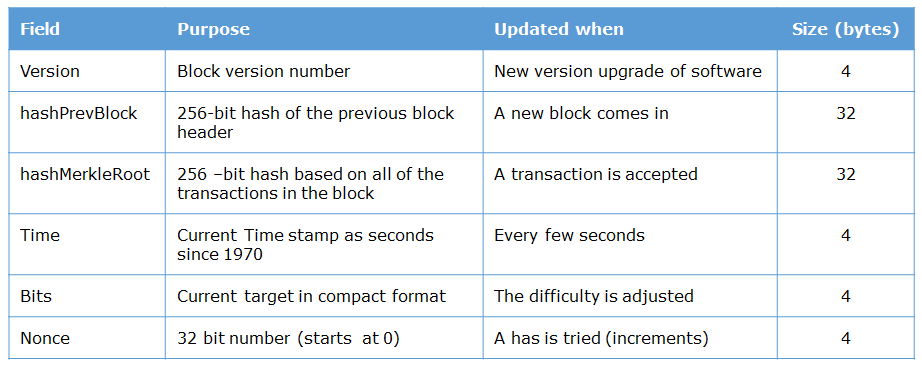 Field Purpose Updated when Size (bytes)
Version Block version number New version upgrade of software 4
hashPrevBlock 256-bit hash of the previous block A new block comes in 32
header
hashMerkleRoot 256 –bit hash based on all of the A transaction is accepted 32
transactions in the block
Time Current Time stamp as seconds Every few seconds 4
since 1970
Bits Current target in compact format The difficulty is adjusted 4
Nonce 32 bit number (starts at 0) A has is tried (increments) 4